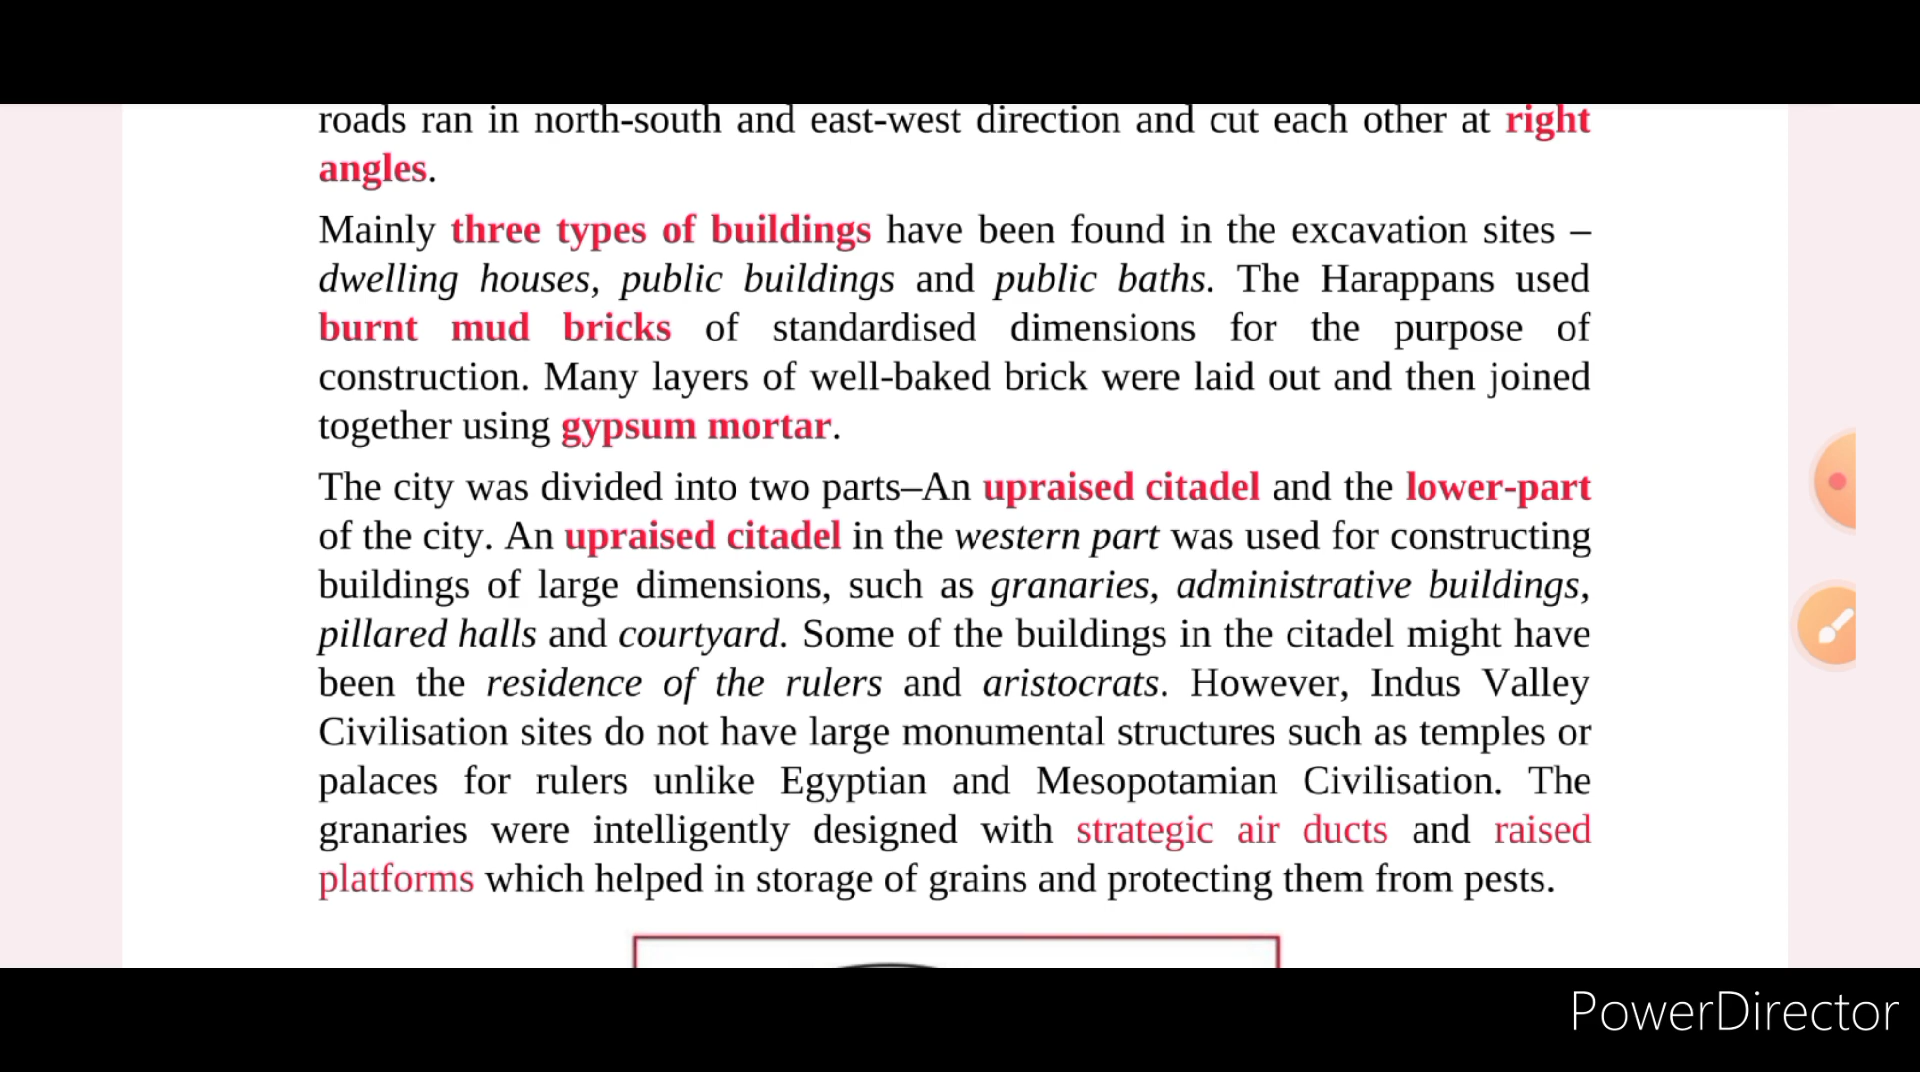 roads ran in north-south and east-west direction and cut each other at right
angles.
Mainly three types of buildings have been found in the excavation sites –
dwelling houses, public buildings and public baths. The Harappans used
burnt mud bricks of standardised dimensions for the purpose of
construction. Many layers of well-baked brick were laid out and then joined
together using gypsum mortar.
The city was divided into two parts–An upraised citadel and the lower-part
of the city. An upraised citadel in the western part was used for constructing
buildings of large dimensions, such as granaries, administrative buildings,
pillared halls and courtyard. Some of the buildings in the citadel might have
been the residence of the rulers and aristocrats. However, Indus Valley
Civilisation sites do not have large monumental structures such as temples or
palaces for rulers unlike Egyptian and Mesopotamian Civilisation. The
granaries were intelligently designed with strategic air ducts and raised
platforms which helped in storage of grains and protecting them from pests.
PowerDirector